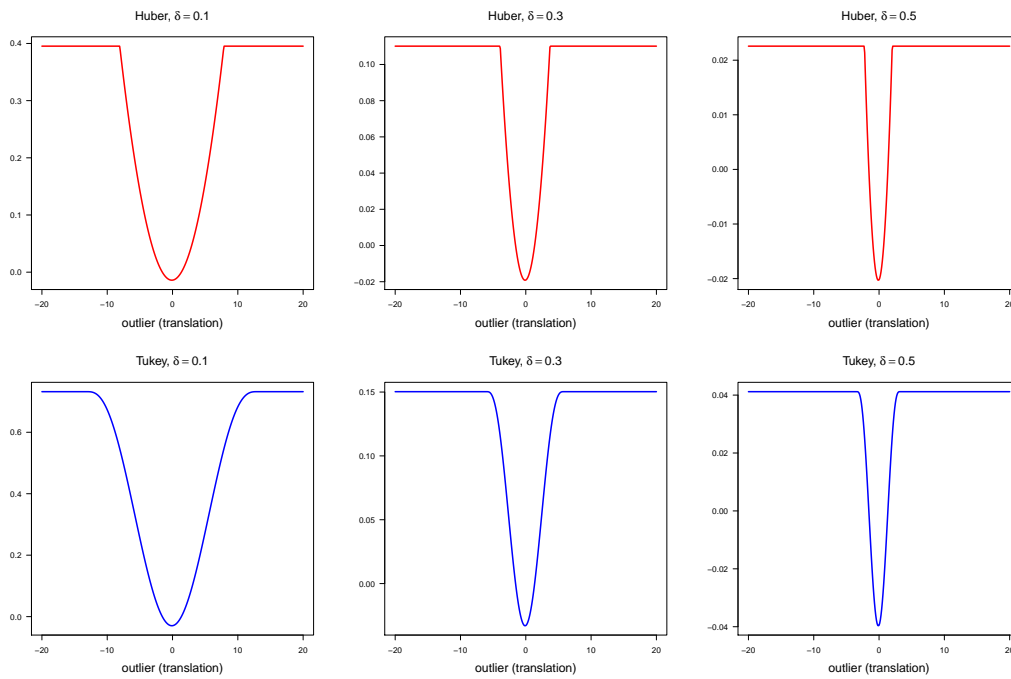 Huber, δ = 0.1
0.4
0.3
0.2
0.1
0.0
−20 −10 0 10 20
outlier (translation)
Huber, δ = 0.3
0.10
0.08
0.06
0.04
0.02
0.00
−0.02
−20 −10 0 10 20
outlier (translation)
Huber, δ = 0.5
0.02
0.01
0.00
−0.01
−0.02
−20 −10 0 10 20
outlier (translation)
Tukey, δ = 0.1
0.6
0.4
0.2
0.0
−20 −10 0 10 20
outlier (translation)
Tukey, δ = 0.3
0.15
0.10
0.05
0.00
−20 −10 0 10 20
outlier (translation)
Tukey, δ = 0.5
0.04
0.02
0.00
−0.02
−0.04
−20 −10 0 10 20
outlier (translation)